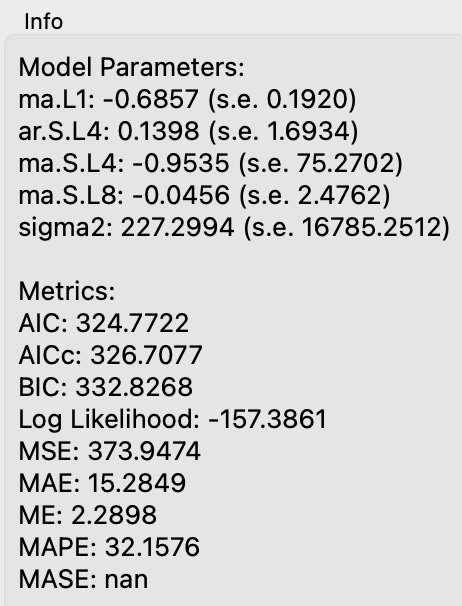 Info
Model Parameters:
ma.L1: -0.6857 (s.e. 0.1920)
ar.S.L4: 0.1398 (s.e. 1.6934)
ma.S.L4: -0.9535 (s.e. 75.2702)
ma.S.L8: -0.0456 (s.e. 2.4762)
sigma2: 227.2994 (s.e. 16785.2512)
Metrics:
AIC: 324.7722
AICc: 326.7077
BIC: 332.8268
Log Likelihood: -157.3861
MSE: 373.9474
MAE: 15.2849
ME: 2.2898
MAPE: 32.1576
MASE: nan